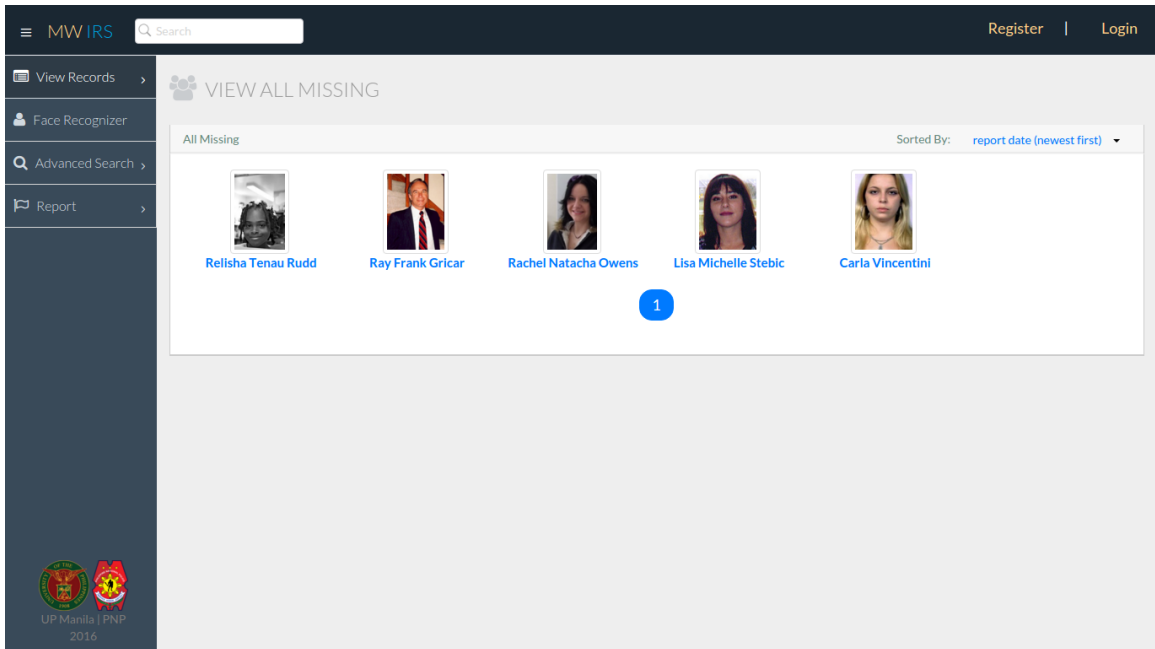 MW IRS
Search
Register | Login
View Records
Face Recognizer
Advanced Search
Report
VIEW ALL MISSING
All Missing
Sorted By: report date (newest first)
Relisha Tenau Rudd
Ray Frank Gricar
Rachel Natacha Owens
Lisa Michelle Stebic
Carla Vincentini
1
UP Manila | PNP
2016